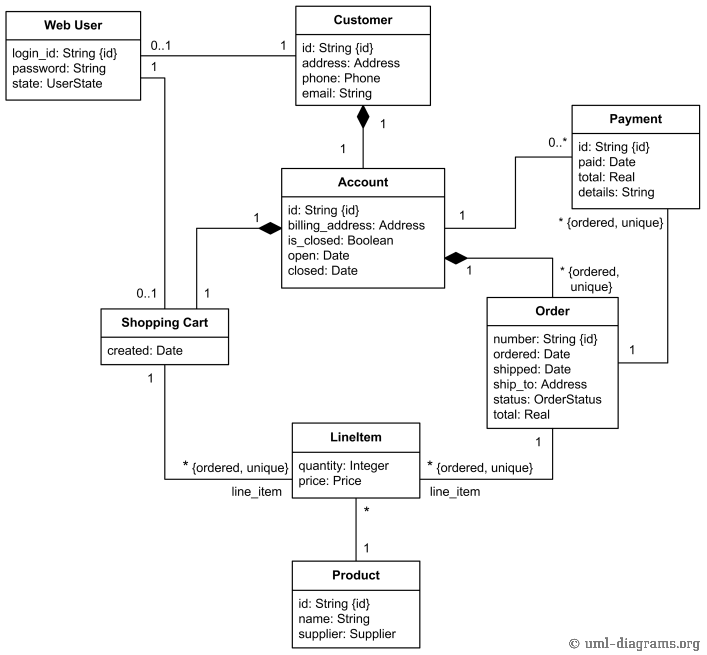 Web User
login_id: String {id}
password: String
state: UserState
0..1
1
1
Customer
id: String {id}
address: Address
phone: Phone
email: String
1
1
Payment
id: String {id}
paid: Date
total: Real
details: String
0..*
1
* {ordered, unique}
Account
id: String {id}
billing_address: Address
is_closed: Boolean
open: Date
closed: Date
1
1
0..1
1
* {ordered,
unique}
Shopping Cart
created: Date
1
Order
number: String {id}
ordered: Date
shipped: Date
ship_to: Address
status: OrderStatus
total: Real
1
1
LineItem
quantity: Integer
price: Price
* {ordered, unique}
line_item
* {ordered, unique}
line_item
*
1
Product
id: String {id}
name: String
supplier: Supplier
© uml-diagrams.org